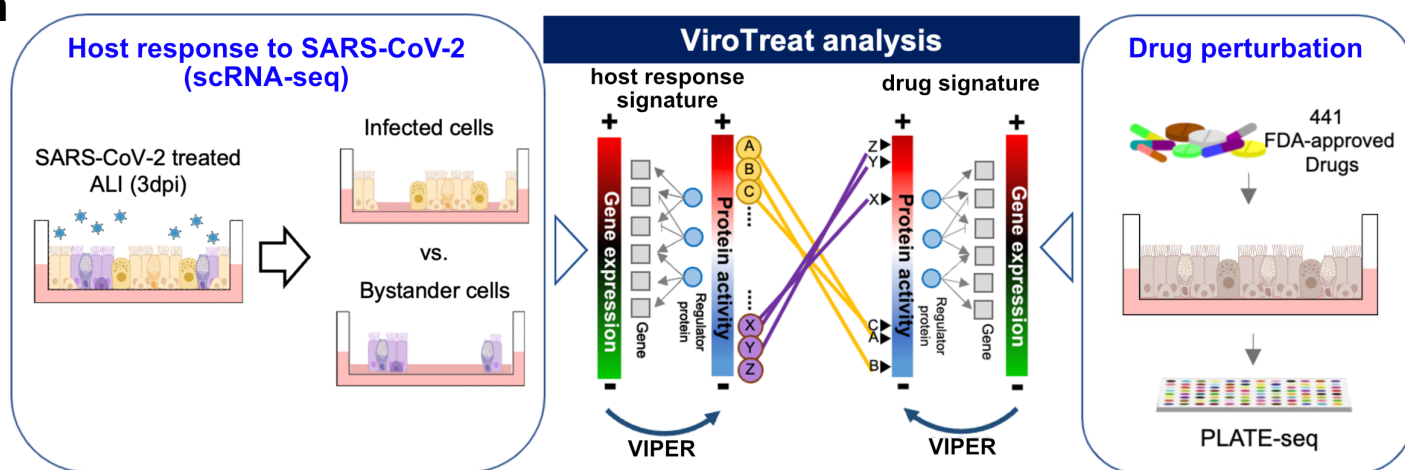 Host response to SARS-CoV-2
(scRNA-seq)
SARS-CoV-2 treated
ALI (3dpi)
Infected cells
vs.
Bystander cells
ViroTreat analysis
host response
signature
drug signature
+
+
+
+
Gene expression
Gene
Regulator
protein
Protein activity
A
B
C
X
Y
Z
Z
Y
X
C
A
B
Protein activity
Regulator
protein
Gene
Gene expression
-
-
-
-
VIPER
VIPER
Drug perturbation
441
FDA-approved
Drugs
PLATE-seq